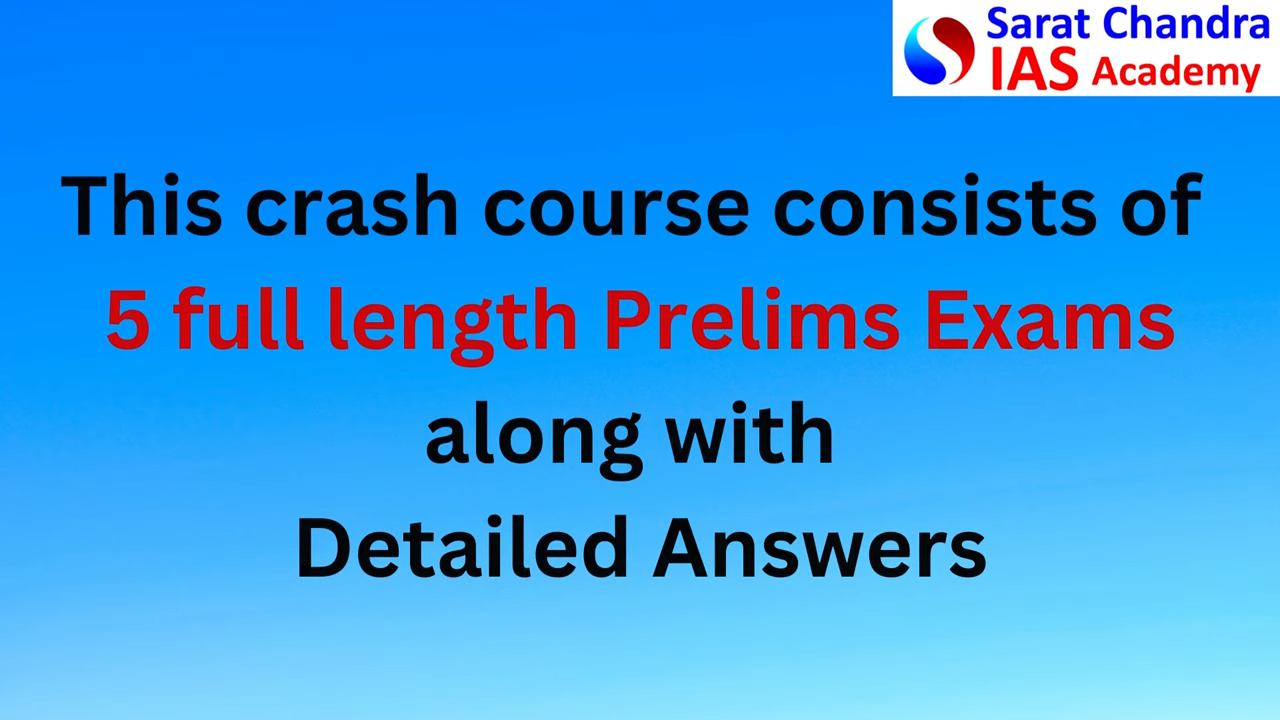 Sarat Chandra
IAS Academy
This crash course consists of
5 full length Prelims Exams
along with
Detailed Answers